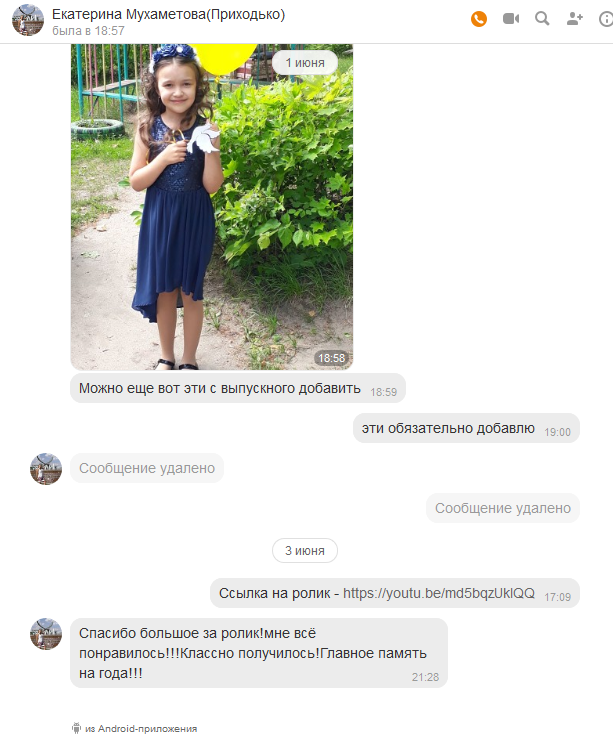 Екатерина Мухаметова(Приходько)
была в 18:57
1 июня
18:58
Можно еще вот эти с выпускного добавить 18:59
эти обязательно добавлю 19:00
Сообщение удалено
Сообщение удалено
3 июня
Ссылка на ролик - https://youtu.be/md5bqzUklQQ 17:09
Спасибо большое за ролик!мне всё
понравилось!!!Классно получилось!Главное память
на года!!!
21:28
из Android-приложения